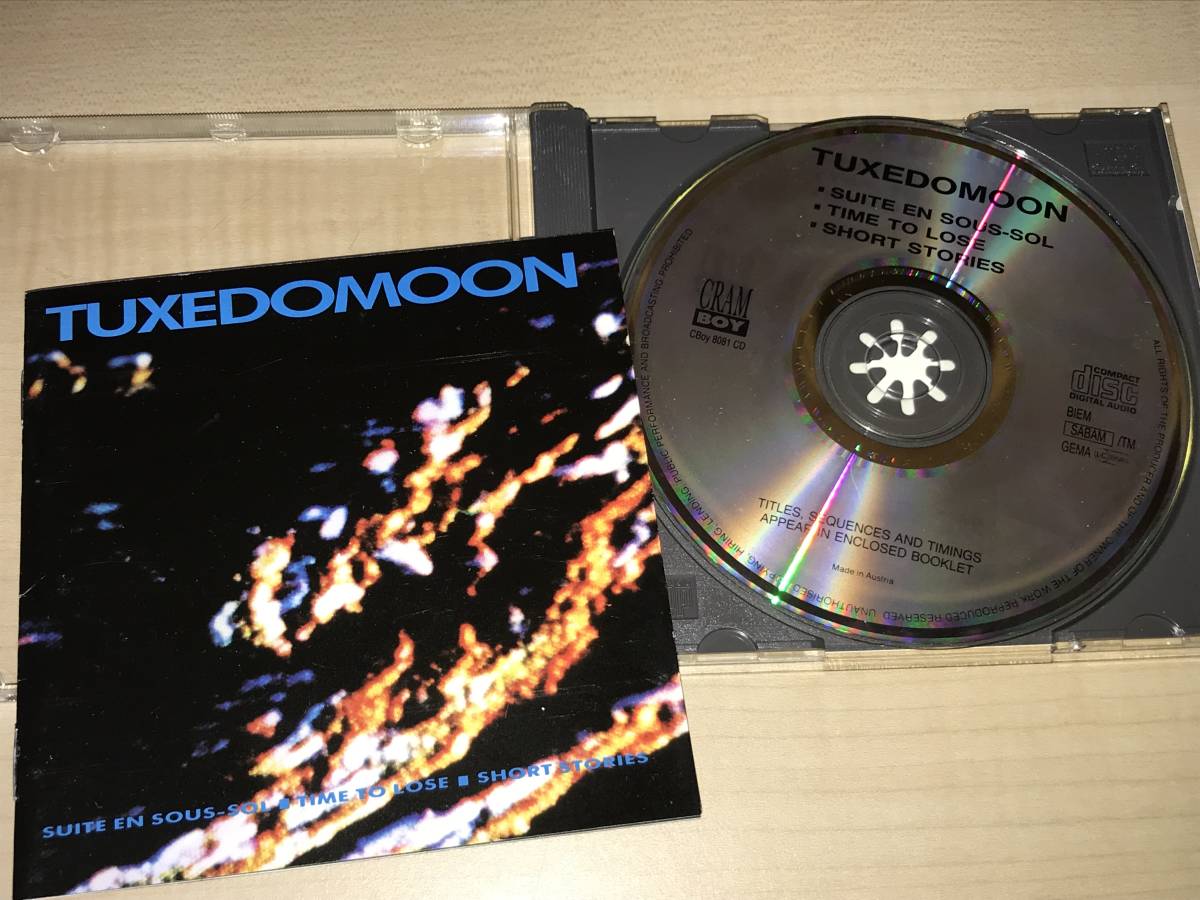 TUXEDOMOON
SUITE EN SOUS-SOL ■ TIME TO LOSE ■ SHORT STORIES
TUXEDOMOON
▪ SUITE EN SOUS-SOL
▪ TIME TO LOSE
▪ SHORT STORIES
CRAM
BOY
CBoy 8081 CD
COMPACT
disc
DIGITAL AUDIO
BIEM
SABAM /TM
GEMA
TITLES, SEQUENCES AND TIMINGS
APPEAR IN ENCLOSED BOOKLET
Made in Austria
ALL RIGHTS OF THE PRODUCER AND OF THE OWNER OF THE WORK REPRODUCED RESERVED. UNAUTHORISED COPYING, HIRING, LENDING, PUBLIC PERFORMANCE AND BROADCASTING PROHIBITED